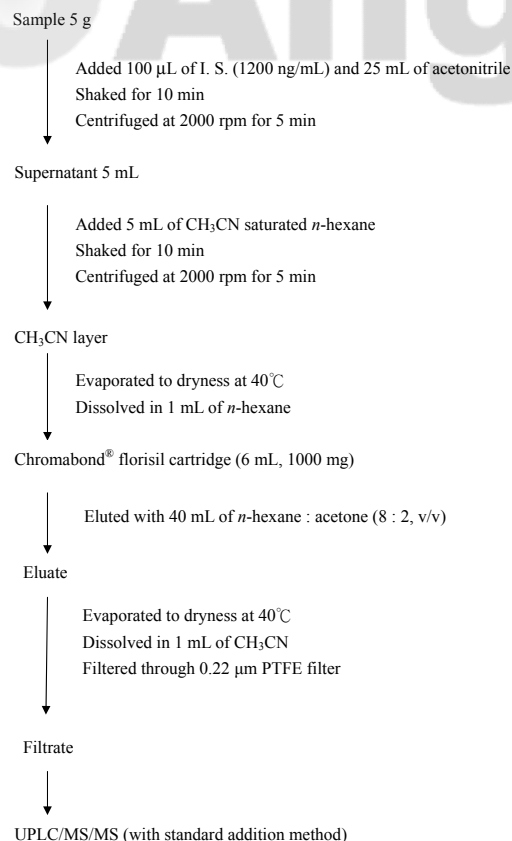 Sample 5 g
Added 100 μL of I. S. (1200 ng/mL) and 25 mL of acetonitrile
Shaked for 10 min
Centrifuged at 2000 rpm for 5 min
Supernatant 5 mL
Added 5 mL of CH₃CN saturated n-hexane
Shaked for 10 min
Centrifuged at 2000 rpm for 5 min
CH₃CN layer
Evaporated to dryness at 40℃
Dissolved in 1 mL of n-hexane
Chromabond® florisil cartridge (6 mL, 1000 mg)
Eluted with 40 mL of n-hexane : acetone (8 : 2, v/v)
Eluate
Evaporated to dryness at 40℃
Dissolved in 1 mL of CH₃CN
Filtered through 0.22 μm PTFE filter
Filtrate
UPLC/MS/MS (with standard addition method)